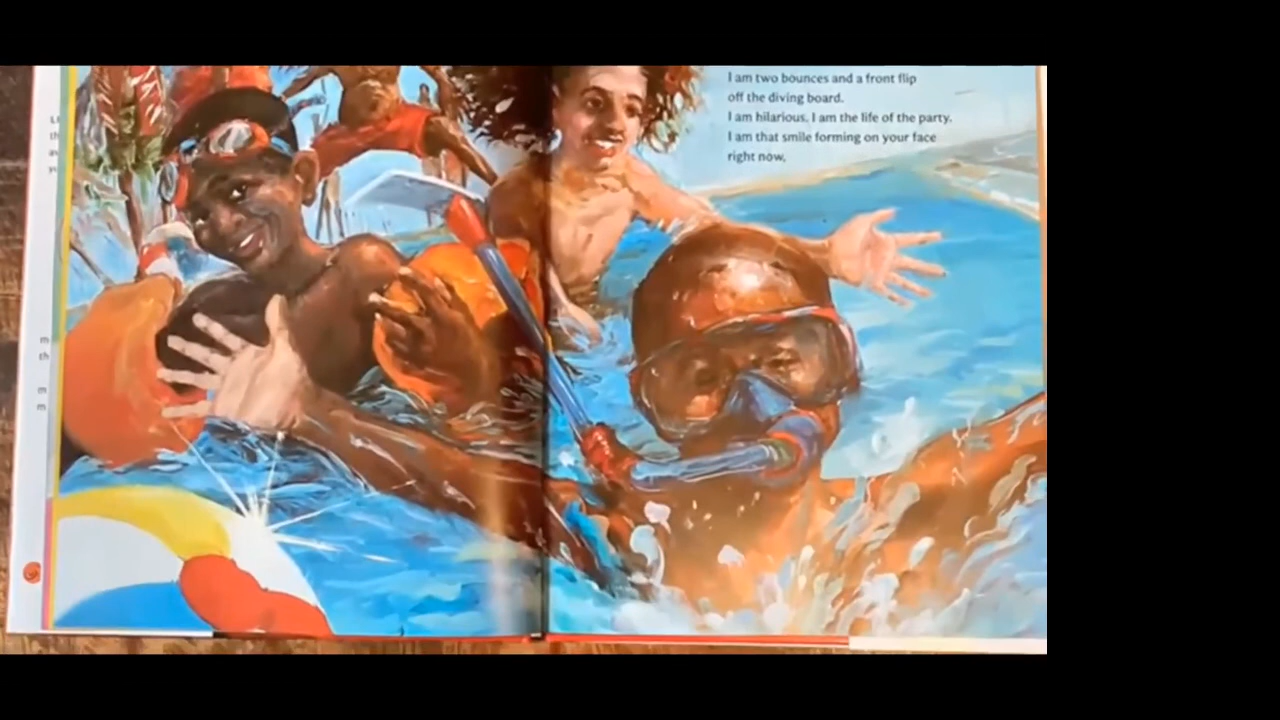 I am two bounces and a front flip
off the diving board.
I am hilarious. I am the life of the party.
I am that smile forming on your face
right now.